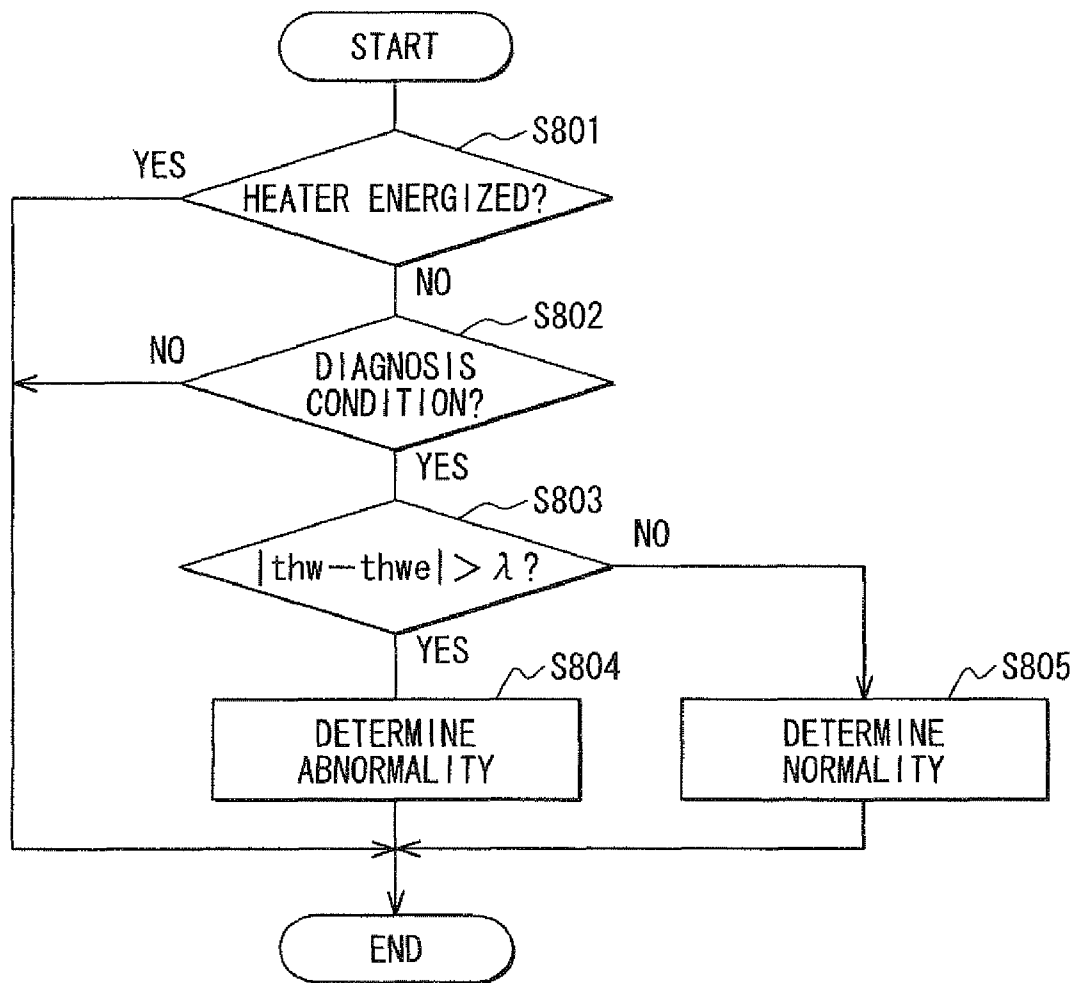 START
S801
YES
HEATER ENERGIZED?
NO
S802
NO
DIAGNOSIS
CONDITION?
YES
S803
NO
|thw－thwe|＞λ?
YES
S804
S805
DETERMINE
ABNORMALITY
DETERMINE
NORMALITY
END